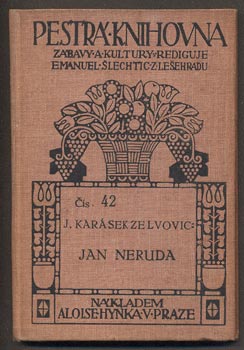 PESTRÁ·KNIHOVNA
ZÁBAVY·A·KULTURY·REDIGUJE
EMANUEL·ŠLECHTIC·Z·LEŠEHRADU
Čís. 42
J. KARÁSEK ZE LVOVIC:
JAN NERUDA
NÁKLADEM
ALOISE·HYNKA·V·PRAZE